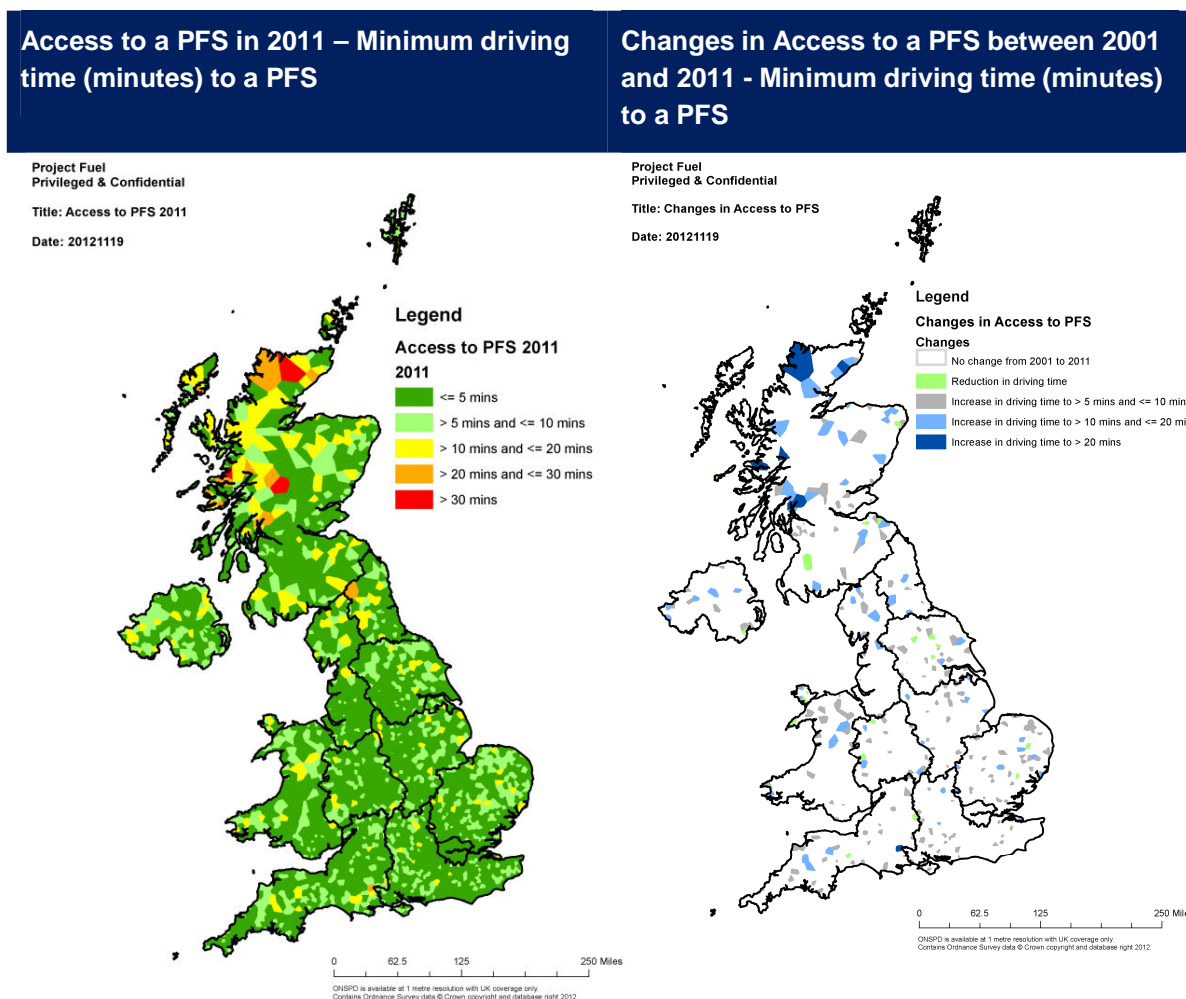 Access to a PFS in 2011 – Minimum driving
time (minutes) to a PFS
Project Fuel
Privileged & Confidential
Title: Access to PFS 2011
Date: 20121119
Legend
Access to PFS 2011
2011
<= 5 mins
> 5 mins and <= 10 mins
> 10 mins and <= 20 mins
> 20 mins and <= 30 mins
> 30 mins
0 62.5 125 250 Miles
ONSPD is available at 1 metre resolution with UK coverage only.
Contains Ordnance Survey data © Crown copyright and database right 2012.
Changes in Access to a PFS between 2001
and 2011 - Minimum driving time (minutes)
to a PFS
Project Fuel
Privileged & Confidential
Title: Changes in Access to PFS
Date: 20121119
Legend
Changes in Access to PFS
Changes
No change from 2001 to 2011
Reduction in driving time
Increase in driving time to > 5 mins and <= 10 min
Increase in driving time to > 10 mins and <= 20 mi
Increase in driving time to > 20 mins
0 62.5 125 250 Mile
ONSPD is available at 1 metre resolution with UK coverage only.
Contains Ordnance Survey data © Crown copyright and database right 2012.